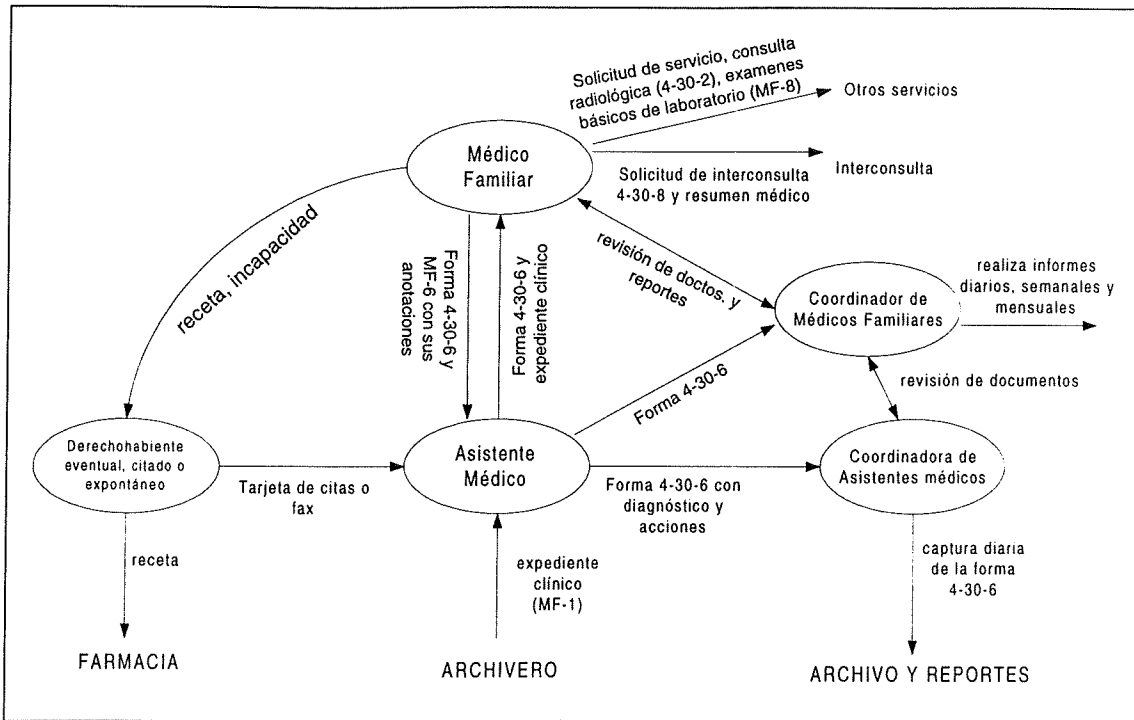 Solicitud de servicio, consulta
radiológica (4-30-2), examenes
básicos de laboratorio (MF-8)
Otros servicios
Médico
Familiar
Interconsulta
Solicitud de interconsulta
4-30-8 y resumen médico
receta, incapacidad
Forma 4-30-6 y
MF-6 con sus
anotaciones
Forma 4-30-6 y
expediente clínico
revisión de doctos. y
reportes
realiza informes
diarios, semanales y
mensuales
Coordinador de
Médicos Familiares
Forma 4-30-6
revisión de documentos
Derechohabiente
eventual, citado o
expontáneo
Tarjeta de citas o
fax
Asistente
Médico
Forma 4-30-6 con
diagnóstico y
acciones
Coordinadora de
Asistentes médicos
receta
expediente
clínico
(MF-1)
captura diaria
de la forma
4-30-6
FARMACIA
ARCHIVERO
ARCHIVO Y REPORTES